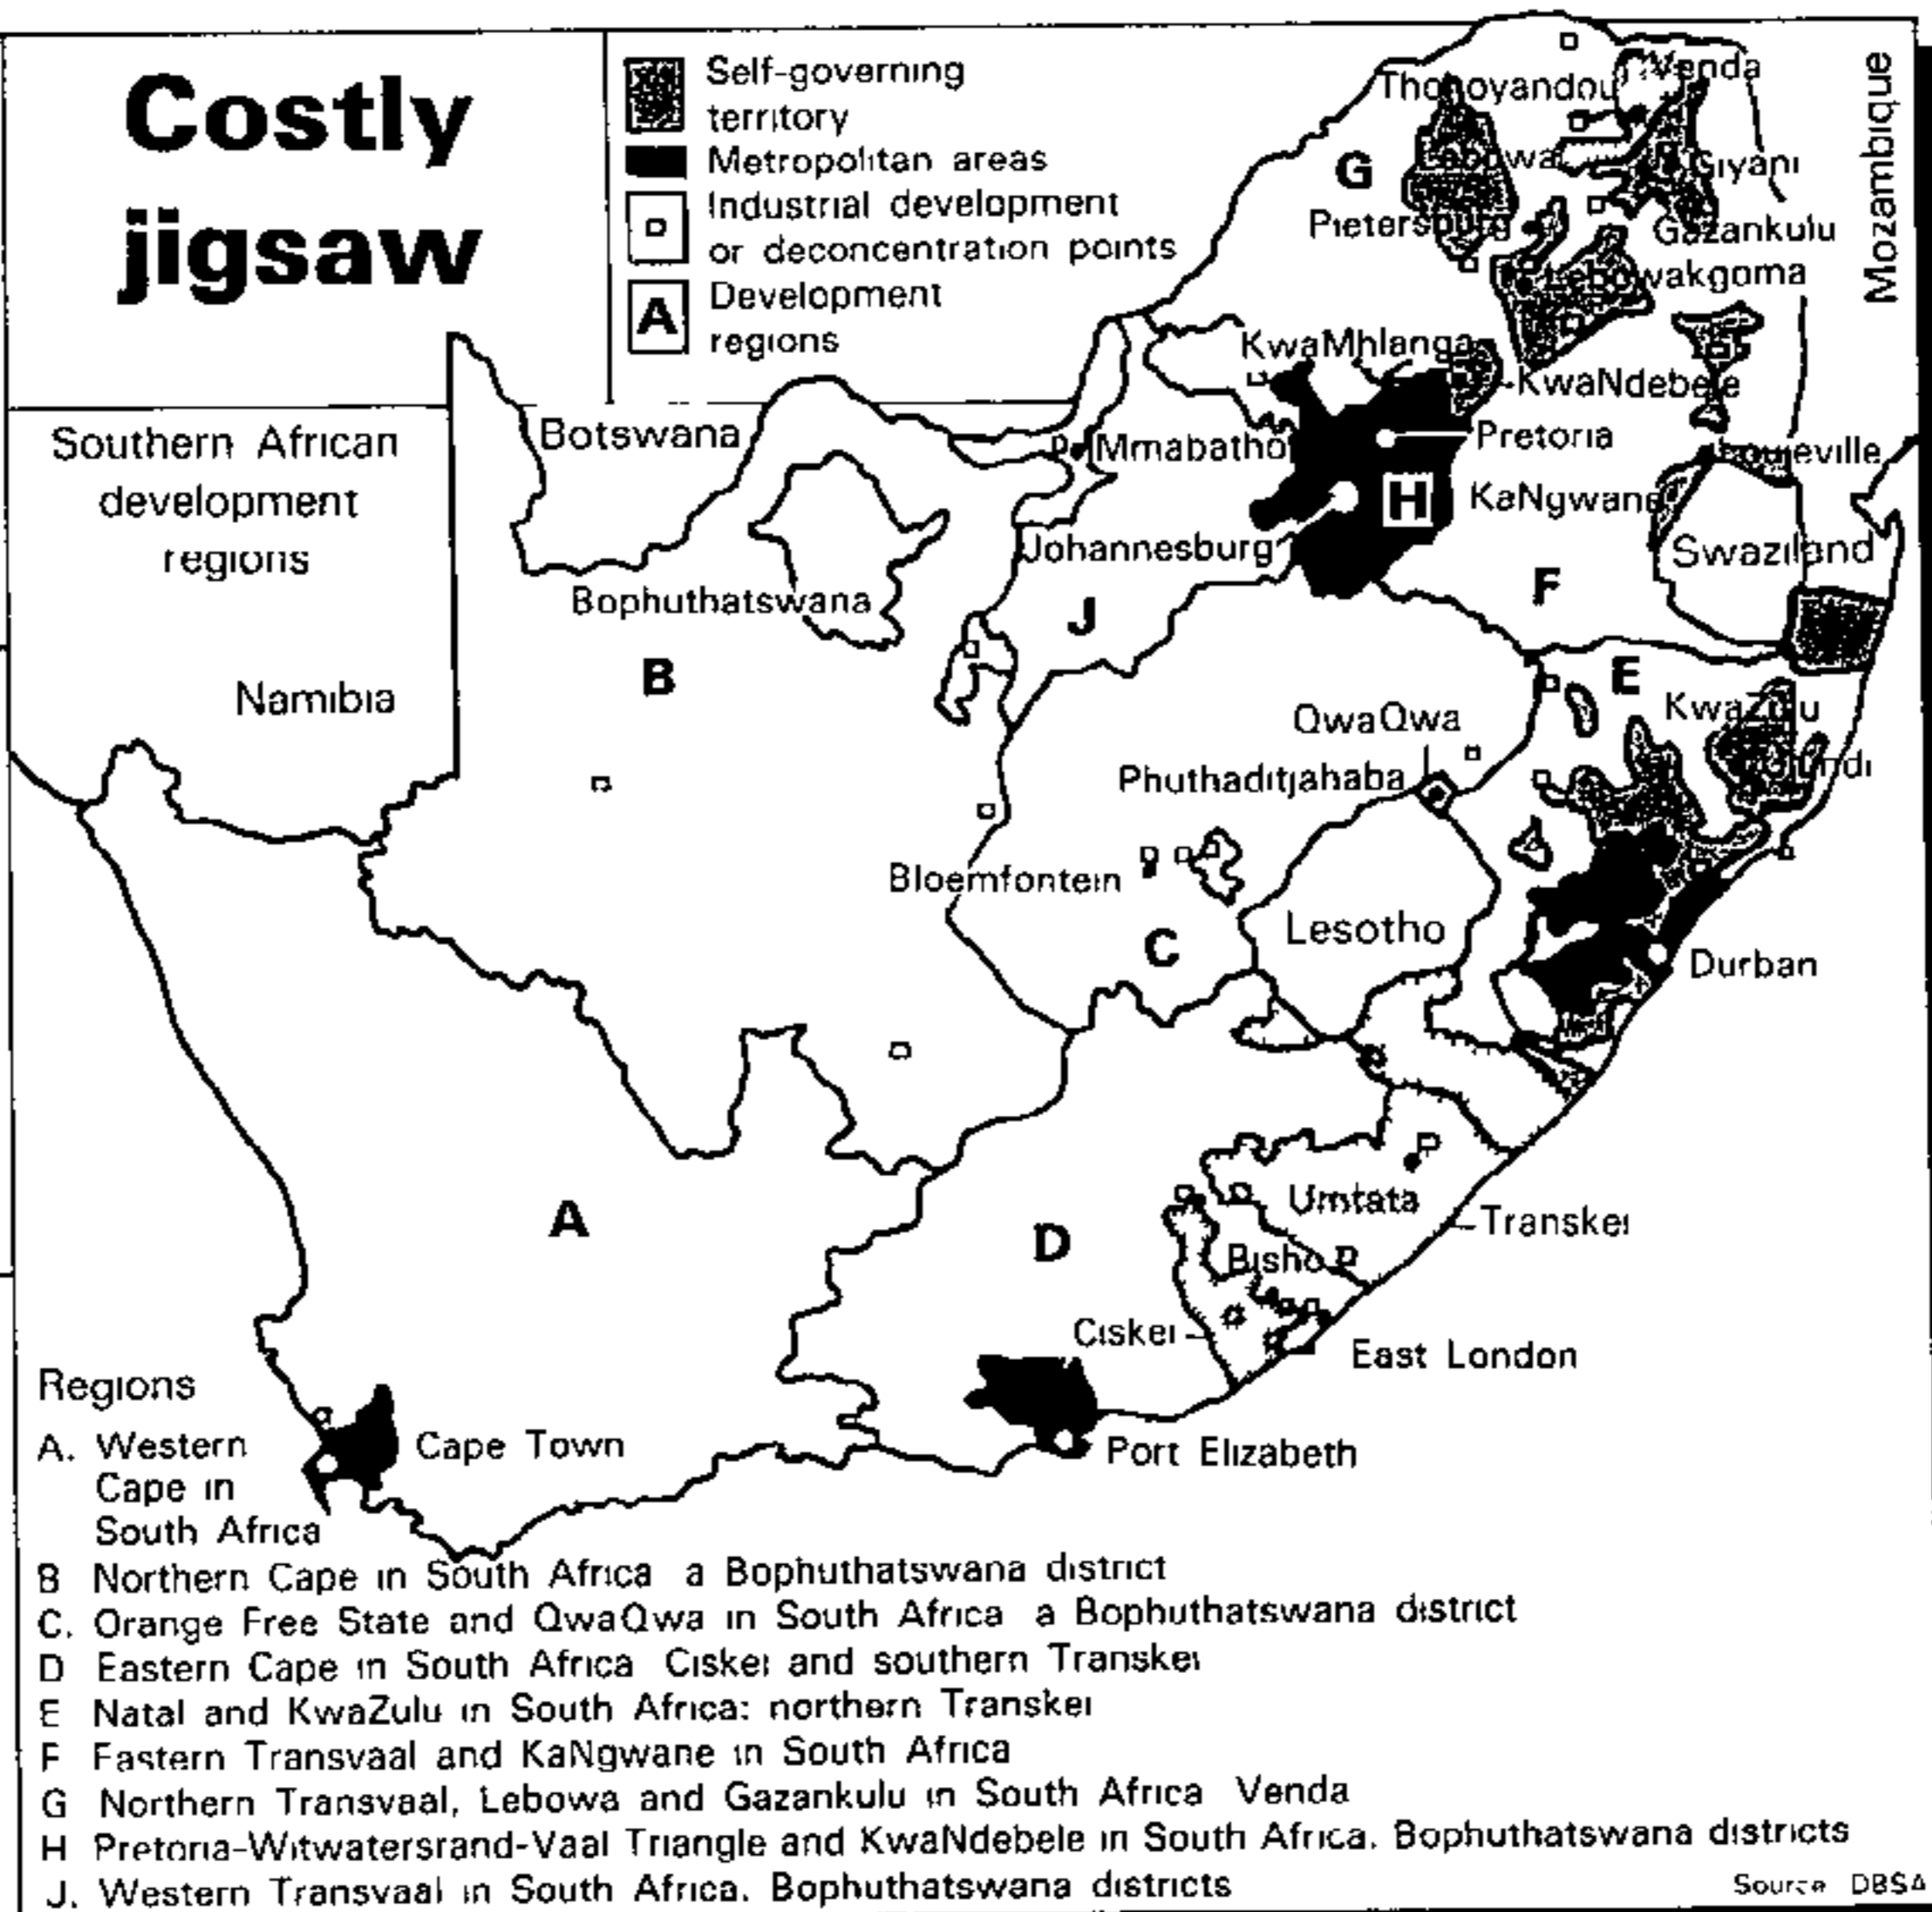 Costly
jigsaw
Self-governing
territory
Metropolitan areas
Industrial development
or deconcentration points
A
Development
regions
Southern African
development
regions
Mozambique
Thohoyandou
Venda
G
Lebowa
Giyani
Pietersburg
Gazankulu
Lebowakgoma
KwaMhlanga
KwaNdebele
Botswana
Mmabatho
Pretoria
Louieville
H
KaNgwane
Johannesburg
Swaziland
Bophuthatswana
J
F
B
E
Namibia
QwaQwa
KwaZulu
Phuthaditjahaba
Bloemfontein
Lesotho
C
Durban
A
D
Umtata
Transkei
Bisho
Ciskei
East London
Cape Town
Port Elizabeth
Regions
A. Western
Cape in
South Africa
B Northern Cape in South Africa a Bophuthatswana district
C. Orange Free State and QwaQwa in South Africa a Bophuthatswana district
D Eastern Cape in South Africa Ciskei and southern Transkei
E Natal and KwaZulu in South Africa: northern Transkei
F Eastern Transvaal and KaNgwane in South Africa
G Northern Transvaal, Lebowa and Gazankulu in South Africa Venda
H Pretoria-Witwatersrand-Vaal Triangle and KwaNdebele in South Africa. Bophuthatswana districts
J. Western Transvaal in South Africa. Bophuthatswana districts
Source DBSA